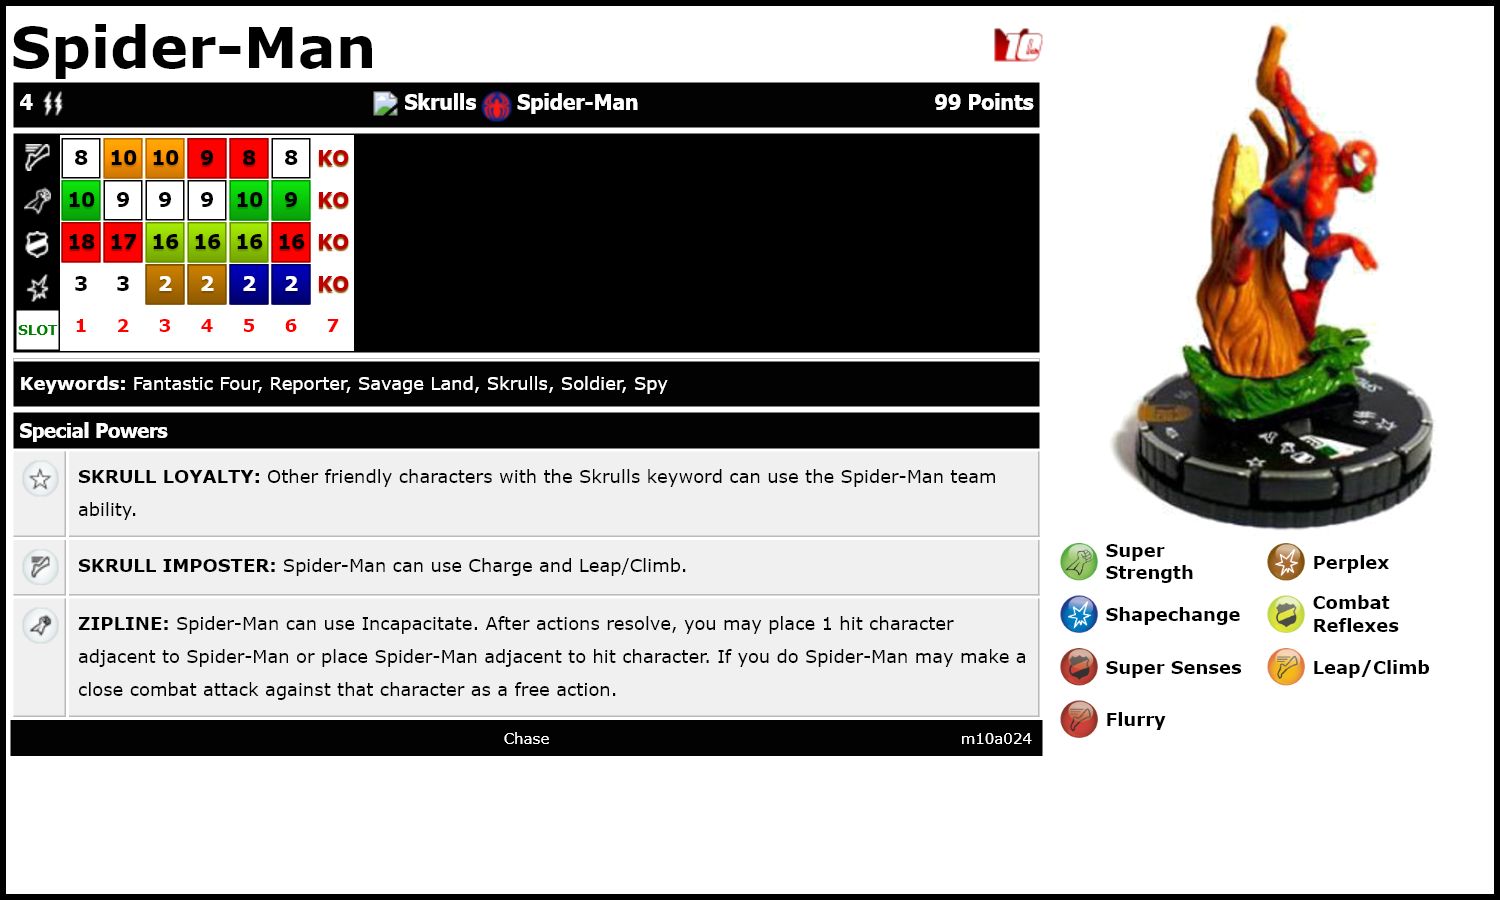 Spider-Man
10
4 Skrulls Spider-Man 99 Points
8 10 10 9 8 8 KO
10 9 9 9 10 9 KO
18 17 16 16 16 16 KO
3 3 2 2 2 2 KO
SLOT 1 2 3 4 5 6 7
Keywords: Fantastic Four, Reporter, Savage Land, Skrulls, Soldier, Spy
Special Powers
SKRULL LOYALTY: Other friendly characters with the Skrulls keyword can use the Spider-Man team
ability.
SKRULL IMPOSTER: Spider-Man can use Charge and Leap/Climb.
ZIPLINE: Spider-Man can use Incapacitate. After actions resolve, you may place 1 hit character
adjacent to Spider-Man or place Spider-Man adjacent to hit character. If you do Spider-Man may make a
close combat attack against that character as a free action.
Chase m10a024
Super
Strength
Perplex
Shapechange
Combat
Reflexes
Super Senses
Leap/Climb
Flurry